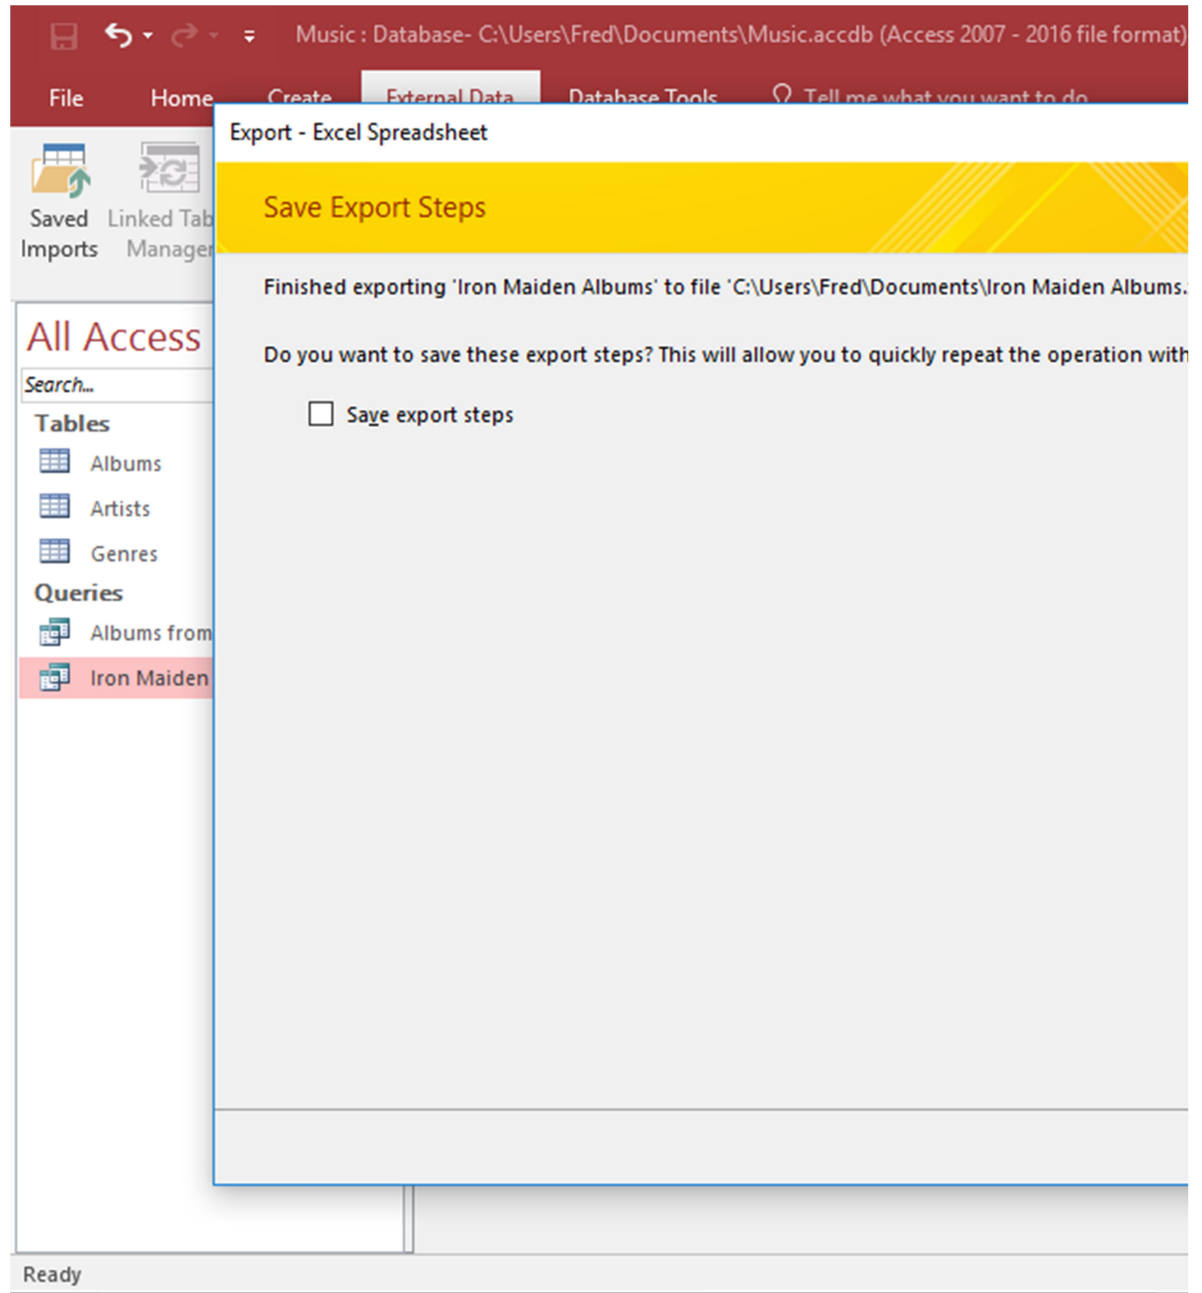 Music : Database- C:\Users\Fred\Documents\Music.accdb (Access 2007 - 2016 file format)
File Home Create External Data Database Tools Tell me what you want to do
Export - Excel Spreadsheet
Saved Imports
Linked Tab
Manager
Save Export Steps
Finished exporting 'Iron Maiden Albums' to file 'C:\Users\Fred\Documents\Iron Maiden Albums.
Do you want to save these export steps? This will allow you to quickly repeat the operation with
Save export steps
All Access
Search...
Tables
Albums
Artists
Genres
Queries
Albums from
Iron Maiden
Ready